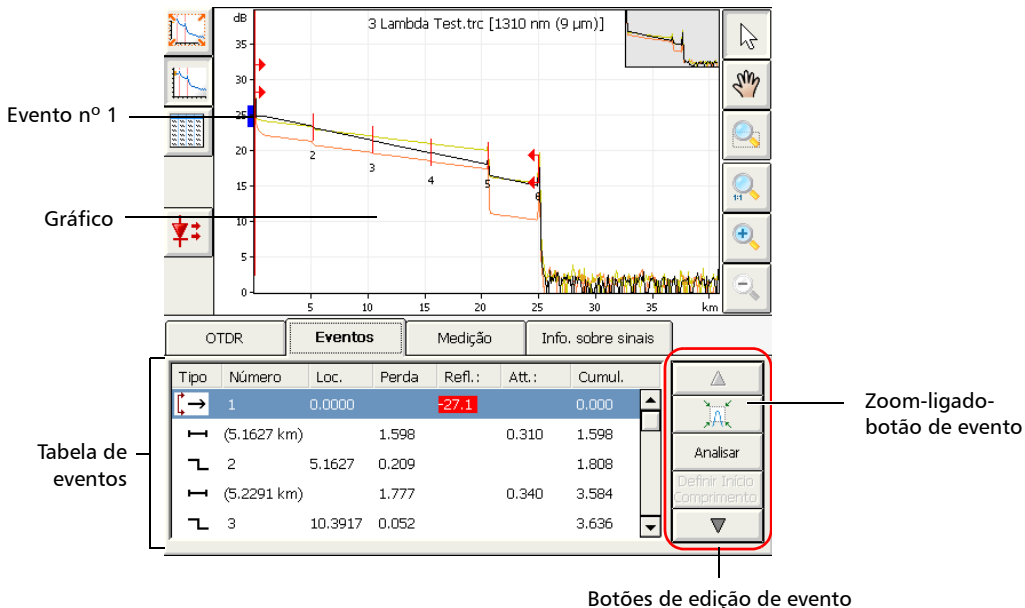 dB
3 Lambda Test.trc [1310 nm (9 µm)]
35
30
25
20
15
10
5
0
2
3
4
5
6
5 10 15 20 25 30 35 km
1:1
Evento nº 1
Gráfico
OTDR Eventos Medição Info. sobre sinais
Tipo Número Loc. Perda Refl.: Att.: Cumul.
1 0.0000 -27.1 0.000
(5.1627 km) 1.598 0.310 1.598
2 5.1627 0.209 1.808
(5.2291 km) 1.777 0.340 3.584
3 10.3917 0.052 3.636
Analisar
Definir Início
Comprimento
Tabela de
eventos
Zoom-ligado-
botão de evento
Botões de edição de evento